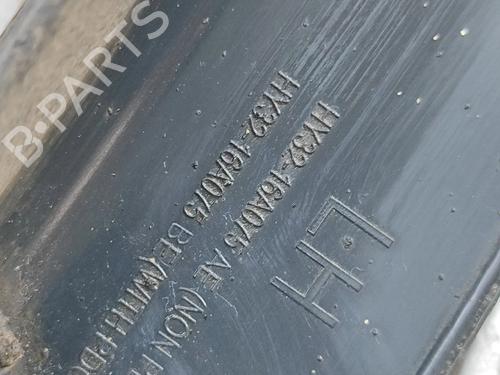 B-PARTS
HY32-16A075 BE (WITH PDC
HY32-16A075 AE (NON
LH